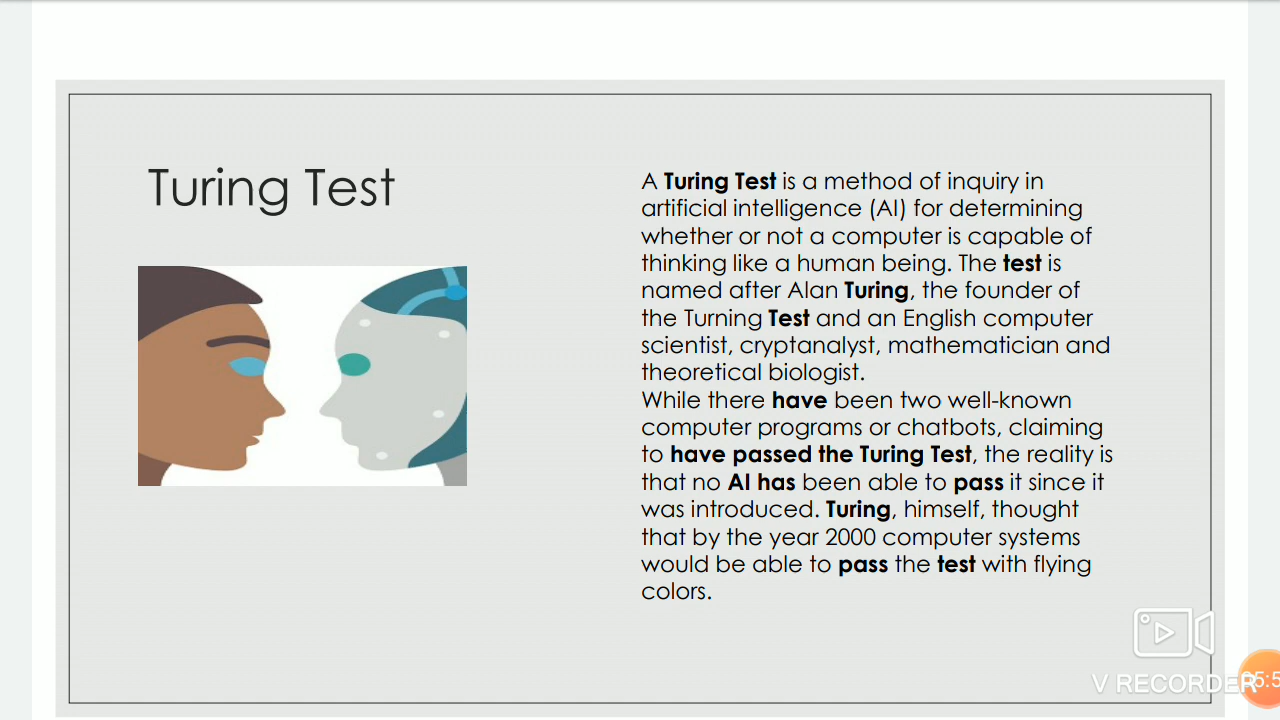 Turing Test
A Turing Test is a method of inquiry in
artificial intelligence (AI) for determining
whether or not a computer is capable of
thinking like a human being. The test is
named after Alan Turing, the founder of
the Turning Test and an English computer
scientist, cryptanalyst, mathematician and
theoretical biologist.
While there have been two well-known
computer programs or chatbots, claiming
to have passed the Turing Test, the reality is
that no AI has been able to pass it since it
was introduced. Turing, himself, thought
that by the year 2000 computer systems
would be able to pass the test with flying
colors.
V RECORDER